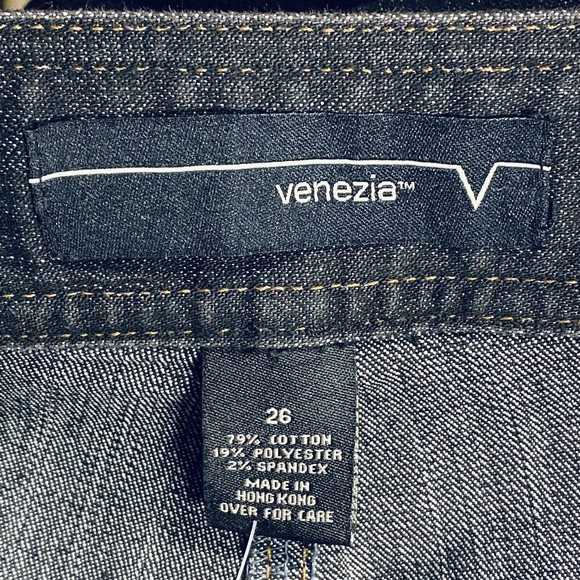 venezia™
26
79% COTTON
19% POLYESTER
2% SPANDEX
MADE IN
HONG KONG
OVER FOR CARE